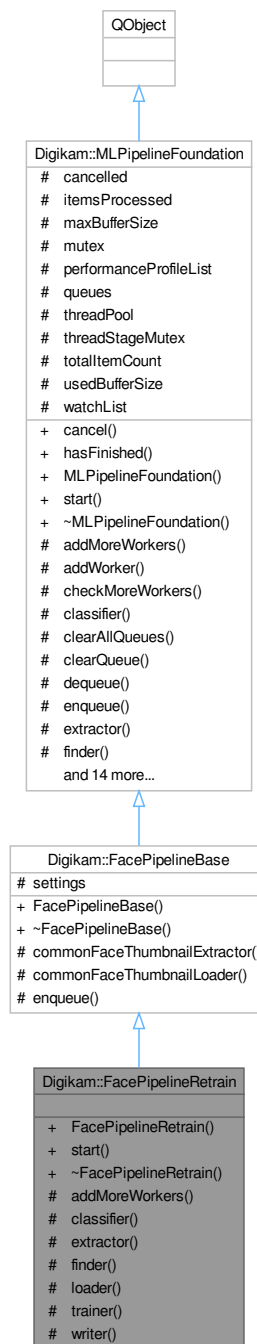 QObject
Digikam::MLPipelineFoundation
# cancelled
# itemsProcessed
# maxBufferSize
# mutex
# performanceProfileList
# queues
# threadPool
# threadStageMutex
# totalItemCount
# usedBufferSize
# watchList
+ cancel()
+ hasFinished()
+ MLPipelineFoundation()
+ start()
+ ~MLPipelineFoundation()
# addMoreWorkers()
# addWorker()
# checkMoreWorkers()
# classifier()
# clearAllQueues()
# clearQueue()
# dequeue()
# enqueue()
# extractor()
# finder()
and 14 more...
Digikam::FacePipelineBase
# settings
+ FacePipelineBase()
+ ~FacePipelineBase()
# commonFaceThumbnailExtractor(
# commonFaceThumbnailLoader()
# enqueue()
Digikam::FacePipelineRetrain
+ FacePipelineRetrain()
+ start()
+ ~FacePipelineRetrain()
# addMoreWorkers()
# classifier()
# extractor()
# finder()
# loader()
# trainer()
# writer()